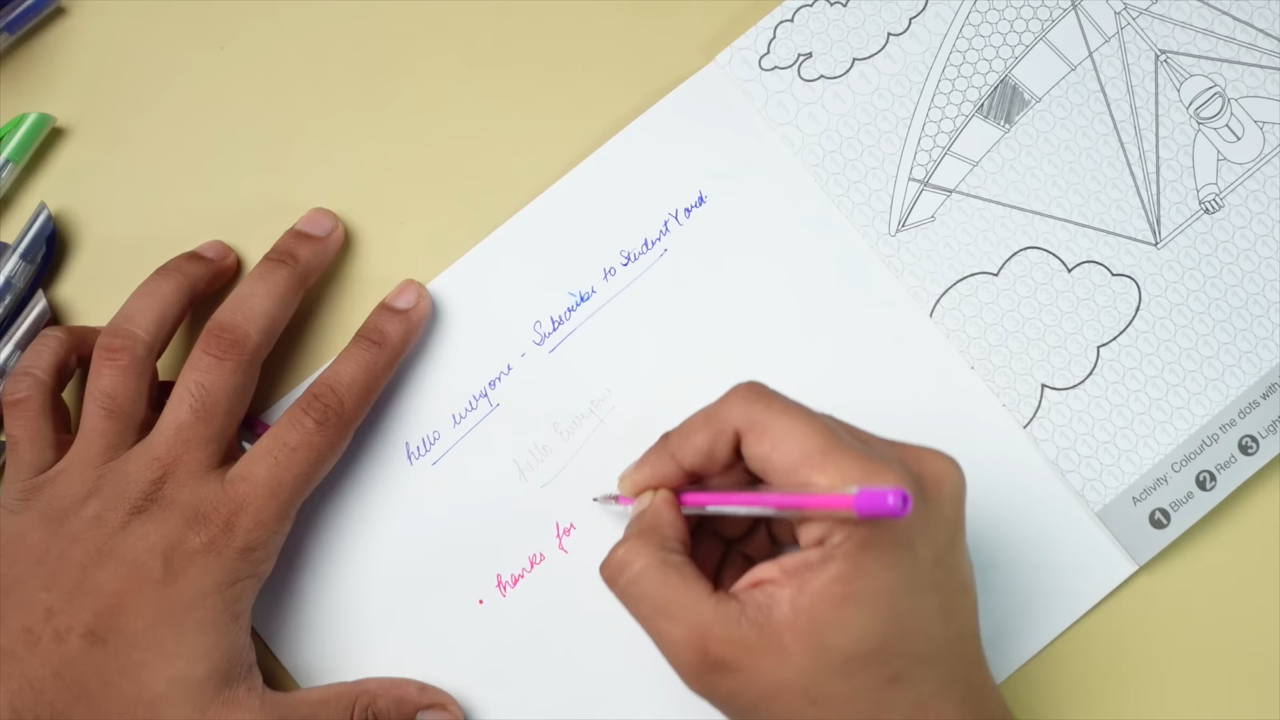 hello everyone - Subscribe to Student Yard.
hello Everyone
• thanks for
Activity: ColourUp the dots with
1 Blue 2 Red 3 Ligh